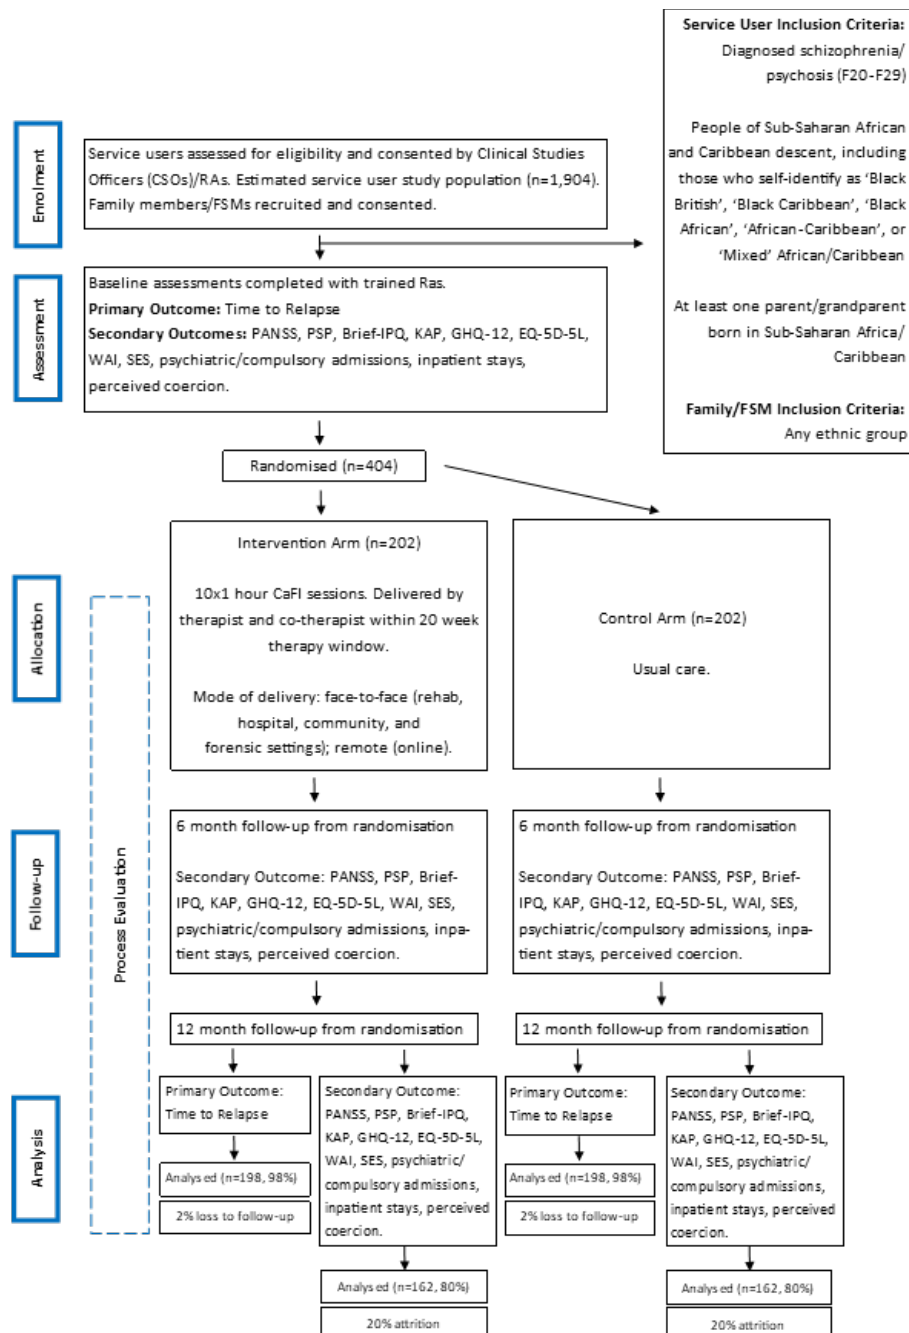 Service User Inclusion Criteria:
Diagnosed schizophrenia/
psychosis (F20-F29)
People of Sub-Saharan African
and Caribbean descent, including
those who self-identify as 'Black
British', 'Black Caribbean', 'Black
African', 'African-Caribbean', or
'Mixed' African/Caribbean
At least one parent/grandparent
born in Sub-Saharan Africa/
Caribbean
Family/FSM Inclusion Criteria:
Any ethnic group
Enrolment
Service users assessed for eligibility and consented by Clinical Studies
Officers (CSOs)/RAs. Estimated service user study population (n=1,904).
Family members/FSMs recruited and consented.
Assessment
Baseline assessments completed with trained Ras.
Primary Outcome: Time to Relapse
Secondary Outcomes: PANSS, PSP, Brief-IPQ, KAP, GHQ-12, EQ-5D-5L,
WAI, SES, psychiatric/compulsory admissions, inpatient stays,
perceived coercion.
Randomised (n=404)
Allocation
Process Evaluation
Intervention Arm (n=202)
10x1 hour CaFI sessions. Delivered by
therapist and co-therapist within 20 week
therapy window.
Mode of delivery: face-to-face (rehab,
hospital, community, and
forensic settings); remote (online).
Control Arm (n=202)
Usual care.
Follow-up
6 month follow-up from randomisation
Secondary Outcome: PANSS, PSP, Brief-
IPQ, KAP, GHQ-12, EQ-5D-5L, WAI, SES,
psychiatric/compulsory admissions, inpa-
tient stays, perceived coercion.
6 month follow-up from randomisation
Secondary Outcome: PANSS, PSP, Brief-
IPQ, KAP, GHQ-12, EQ-5D-5L, WAI, SES,
psychiatric/compulsory admissions, inpa-
tient stays, perceived coercion.
12 month follow-up from randomisation
12 month follow-up from randomisation
Analysis
Primary Outcome:
Time to Relapse
Analysed (n=198, 98%)
2% loss to follow-up
Secondary Outcome:
PANSS, PSP, Brief-IPQ,
KAP, GHQ-12, EQ-5D-5L,
WAI, SES, psychiatric/
compulsory admissions,
inpatient stays, perceived
coercion.
Analysed (n=162, 80%)
20% attrition
Primary Outcome:
Time to Relapse
Analysed (n=198, 98%)
2% loss to follow-up
Secondary Outcome:
PANSS, PSP, Brief-IPQ,
KAP, GHQ-12, EQ-5D-5L,
WAI, SES, psychiatric/
compulsory admissions,
inpatient stays, perceived
coercion.
Analysed (n=162, 80%)
20% attrition